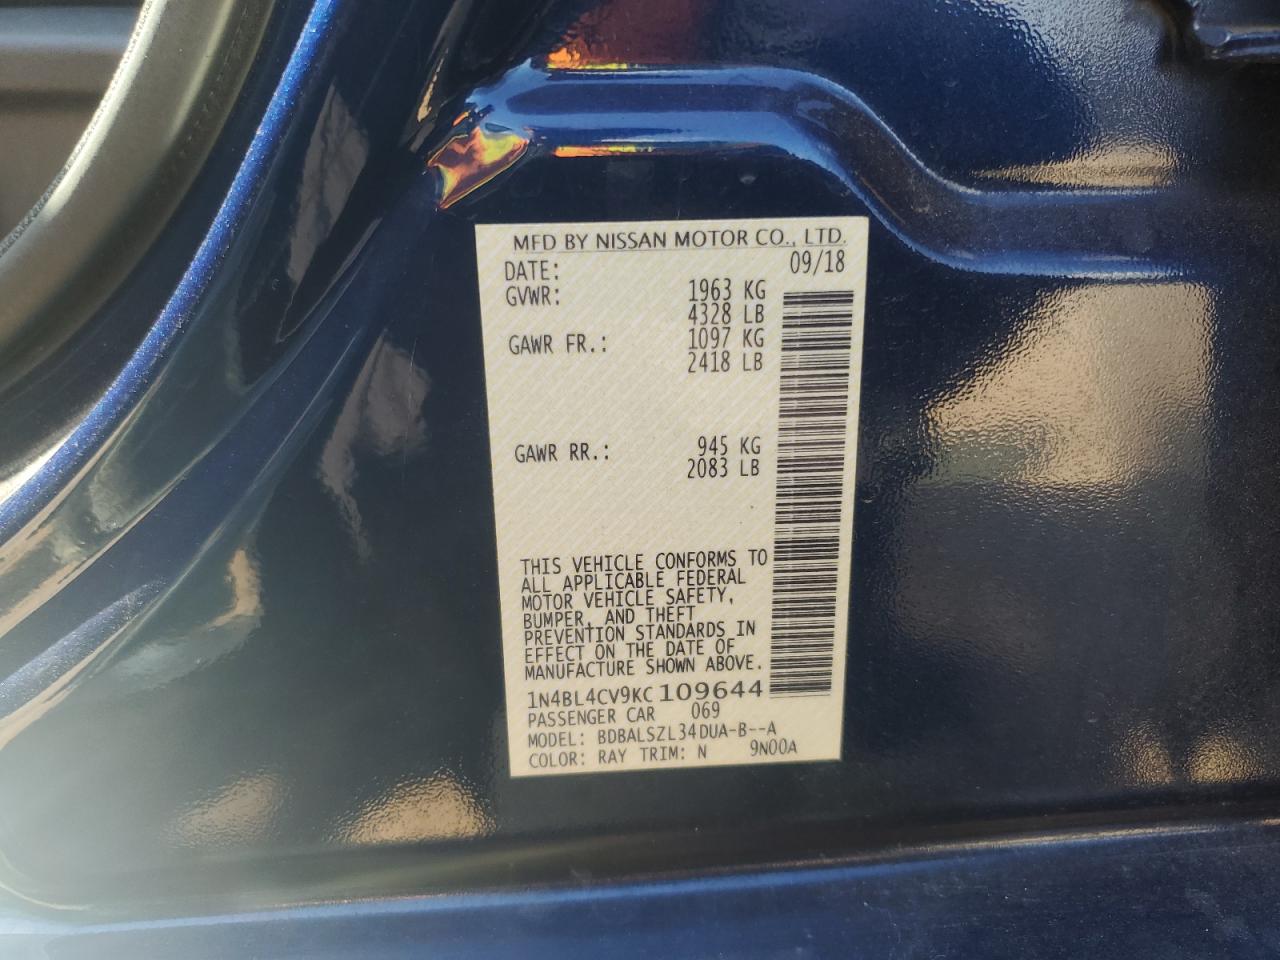 MFD BY NISSAN MOTOR CO., LTD.
DATE: 09/18
GVWR: 1963 KG
4328 LB
GAWR FR.: 1097 KG
2418 LB
GAWR RR.: 945 KG
2083 LB
THIS VEHICLE CONFORMS TO
ALL APPLICABLE FEDERAL
MOTOR VEHICLE SAFETY,
BUMPER, AND THEFT
PREVENTION STANDARDS IN
EFFECT ON THE DATE OF
MANUFACTURE SHOWN ABOVE.
1N4BL4CV9KC109644
PASSENGER CAR 069
MODEL: BDBALSZL34DUA-B--A
COLOR: RAY TRIM: N 9N00A